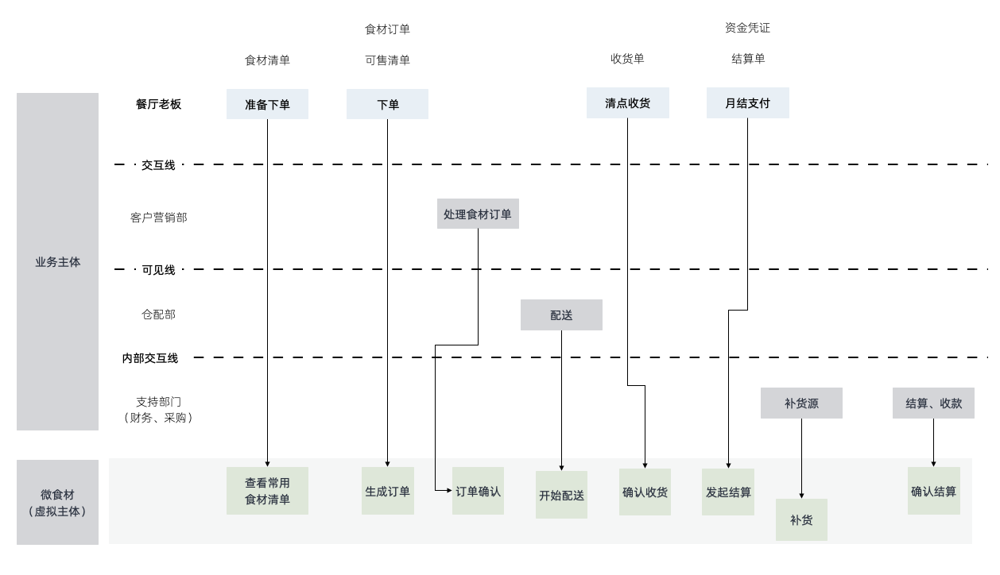 食材订单
资金凭证
食材清单
可售清单
收货单
结算单
餐厅老板
准备下单
下单
清点收货
月结支付
交互线
客户营销部
处理食材订单
业务主体
可见线
仓配部
配送
内部交互线
支持部门
（财务、采购）
补货源
结算、收款
微食材
（虚拟主体）
查看常用
食材清单
生成订单
订单确认
开始配送
确认收货
发起结算
补货
确认结算